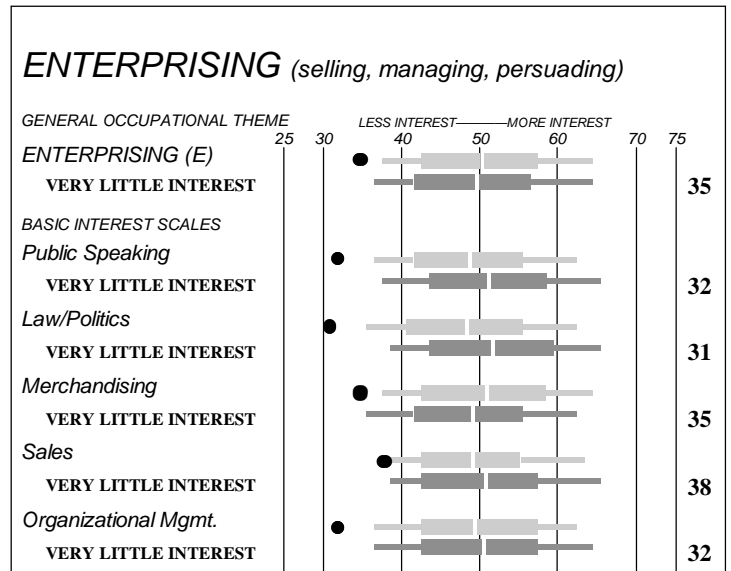 ENTERPRISING (selling, managing, persuading)
GENERAL OCCUPATIONAL THEME LESS INTEREST MORE INTEREST
25 30 40 50 60 70 75
ENTERPRISING (E)
VERY LITTLE INTEREST 35
BASIC INTEREST SCALES
Public Speaking
VERY LITTLE INTEREST 32
Law/Politics
VERY LITTLE INTEREST 31
Merchandising
VERY LITTLE INTEREST 35
Sales
VERY LITTLE INTEREST 38
Organizational Mgmt.
VERY LITTLE INTEREST 32